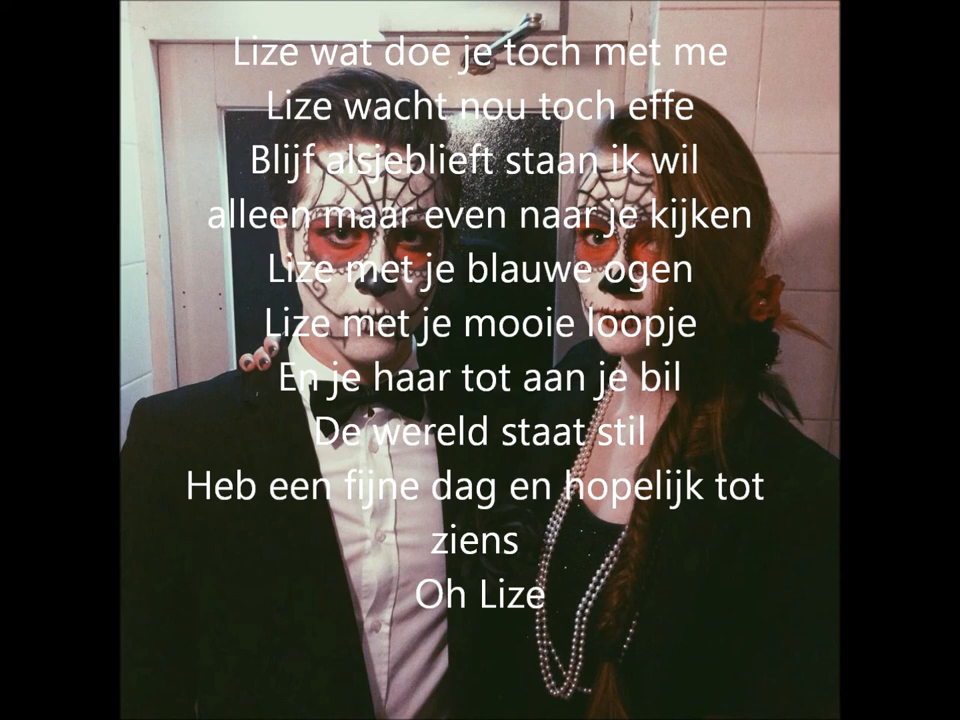 Lize wat doe je toch met me
Lize wacht nou toch effe
Blijf alsjeblieft staan ik wil
alleen maar even naar je kijken
Lize met je blauwe ogen
Lize met je mooie loopje
En je haar tot aan je bil
De wereld staat stil
Heb een fijne dag en hopelijk tot
ziens
Oh Lize